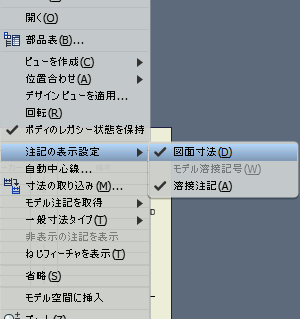 開く(O)
部品表(B)...
ビューを作成(C)
位置合わせ(A)
デザインビューを適用...
回転(R)
ボディのレガシー状態を保持
注記の表示設定
自動中心線...
寸法の取り込み(M)...
モデル注記を取得
一般寸法タイプ(T)
非表示の注記を表示
ねじフィーチャを表示(T)
省略(S)
モデル空間に挿入
図面寸法(D)
モデル溶接記号(W)
溶接注記(A)